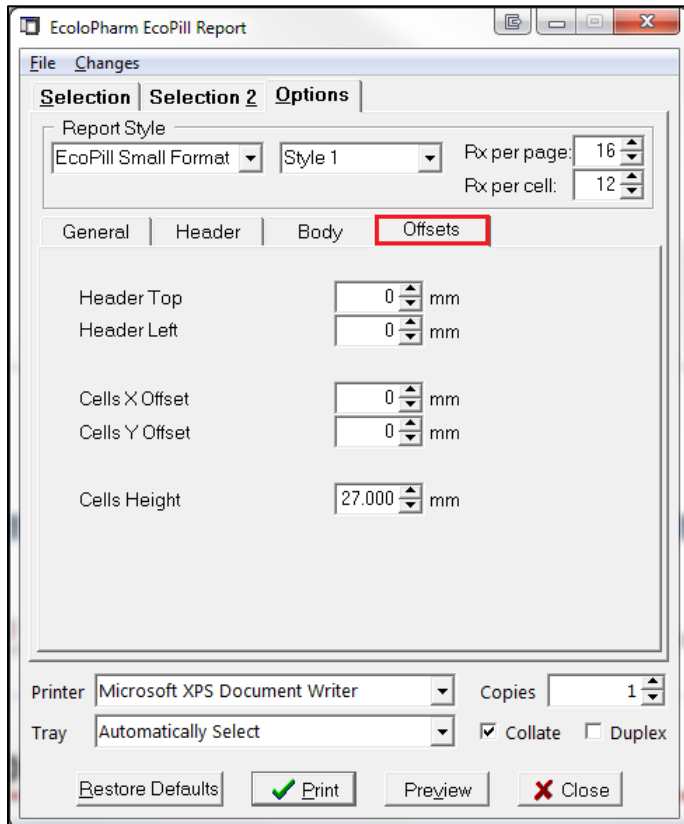 EcoloPharm EcoPill Report
File Changes
Selection Selection 2 Options
Report Style
EcoPill Small Format Style 1 Rx per page: 16
Rx per cell: 12
General Header Body Offsets
Header Top 0 mm
Header Left 0 mm
Cells X Offset 0 mm
Cells Y Offset 0 mm
Cells Height 27.000 mm
Printer Microsoft XPS Document Writer Copies 1
Tray Automatically Select Collate Duplex
Restore Defaults Print Preview Close